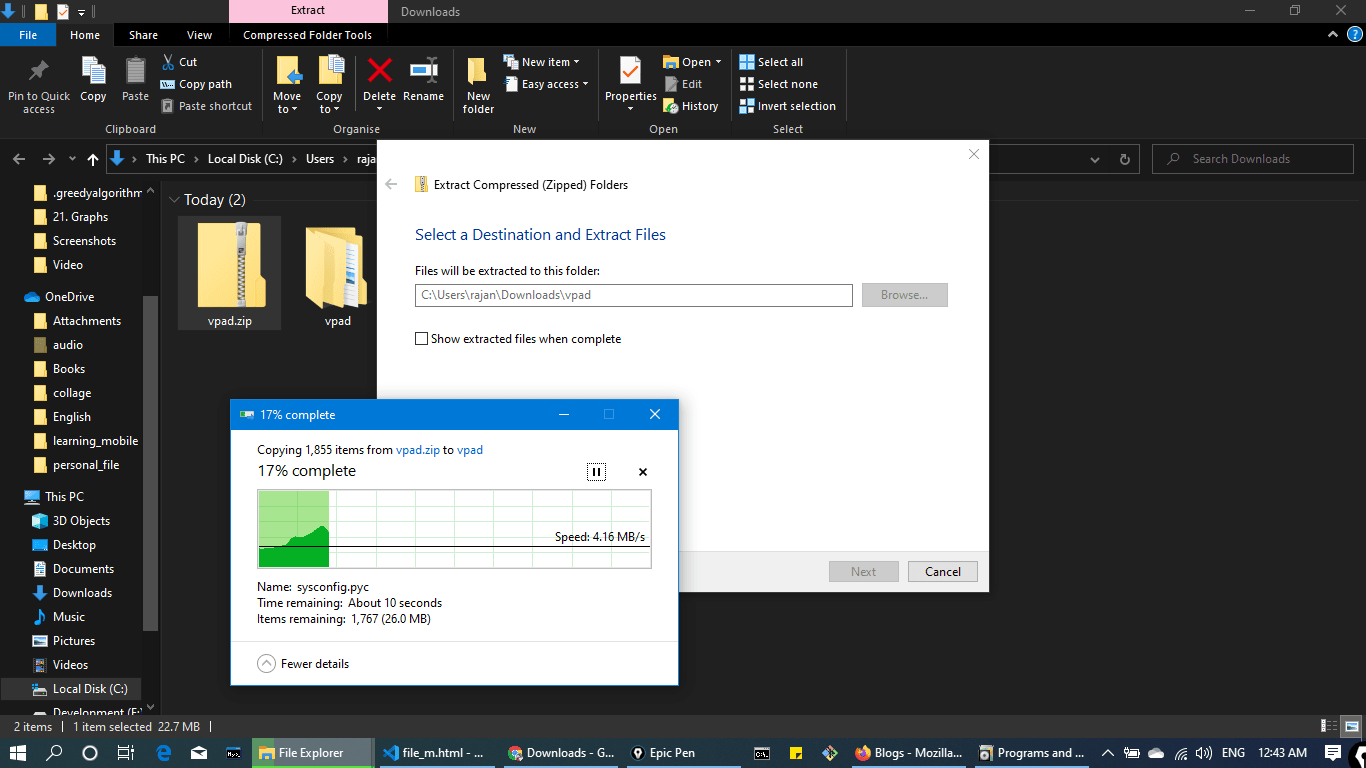 Extract
Downloads
File
Home
Share
View
Compressed Folder Tools
Pin to Quick access
Copy
Paste
Cut
Copy path
Paste shortcut
Move to
Copy to
Delete
Rename
New folder
New item
Easy access
Properties
Open
Edit
History
Select all
Select none
Invert selection
Clipboard
Organise
New
Open
Select
This PC
Local Disk (C:)
Users
raja
Search Downloads
.greedyalgorithm
21. Graphs
Screenshots
Video
OneDrive
Attachments
audio
Books
collage
English
learning_mobile
personal_file
This PC
3D Objects
Desktop
Documents
Downloads
Music
Pictures
Videos
Local Disk (C:)
Today (2)
vpad.zip
vpad
Extract Compressed (Zipped) Folders
Select a Destination and Extract Files
Files will be extracted to this folder:
C:\Users\rajan\Downloads\vpad
Browse...
Show extracted files when complete
Next
Cancel
17% complete
Copying 1,855 items from vpad.zip to vpad
17% complete
Speed: 4.16 MB/s
Name: sysconfig.pyc
Time remaining: About 10 seconds
Items remaining: 1,767 (26.0 MB)
Fewer details
2 items
1 item selected 22.7 MB
File Explorer
file_m.html - ...
Downloads - G...
Epic Pen
Blogs - Mozilla...
Programs and ...
ENG
12:43 AM